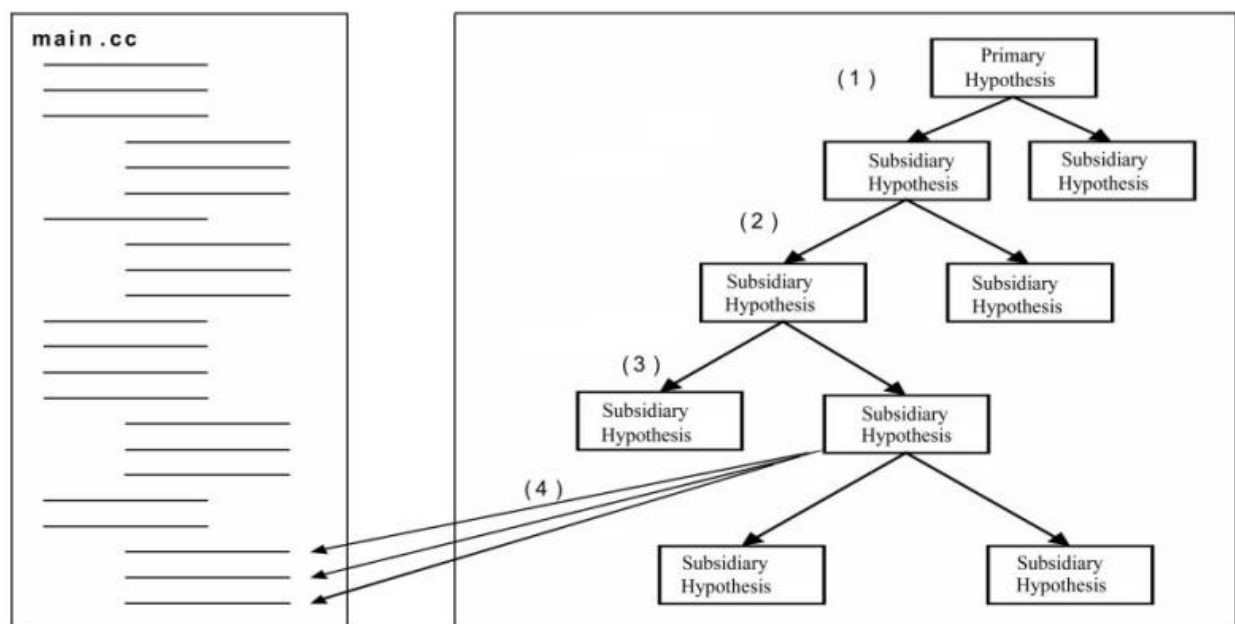 main.cc
Primary
Hypothesis
(1)
Subsidiary
Hypothesis
Subsidiary
Hypothesis
(2)
Subsidiary
Hypothesis
Subsidiary
Hypothesis
(3)
Subsidiary
Hypothesis
Subsidiary
Hypothesis
(4)
Subsidiary
Hypothesis
Subsidiary
Hypothesis